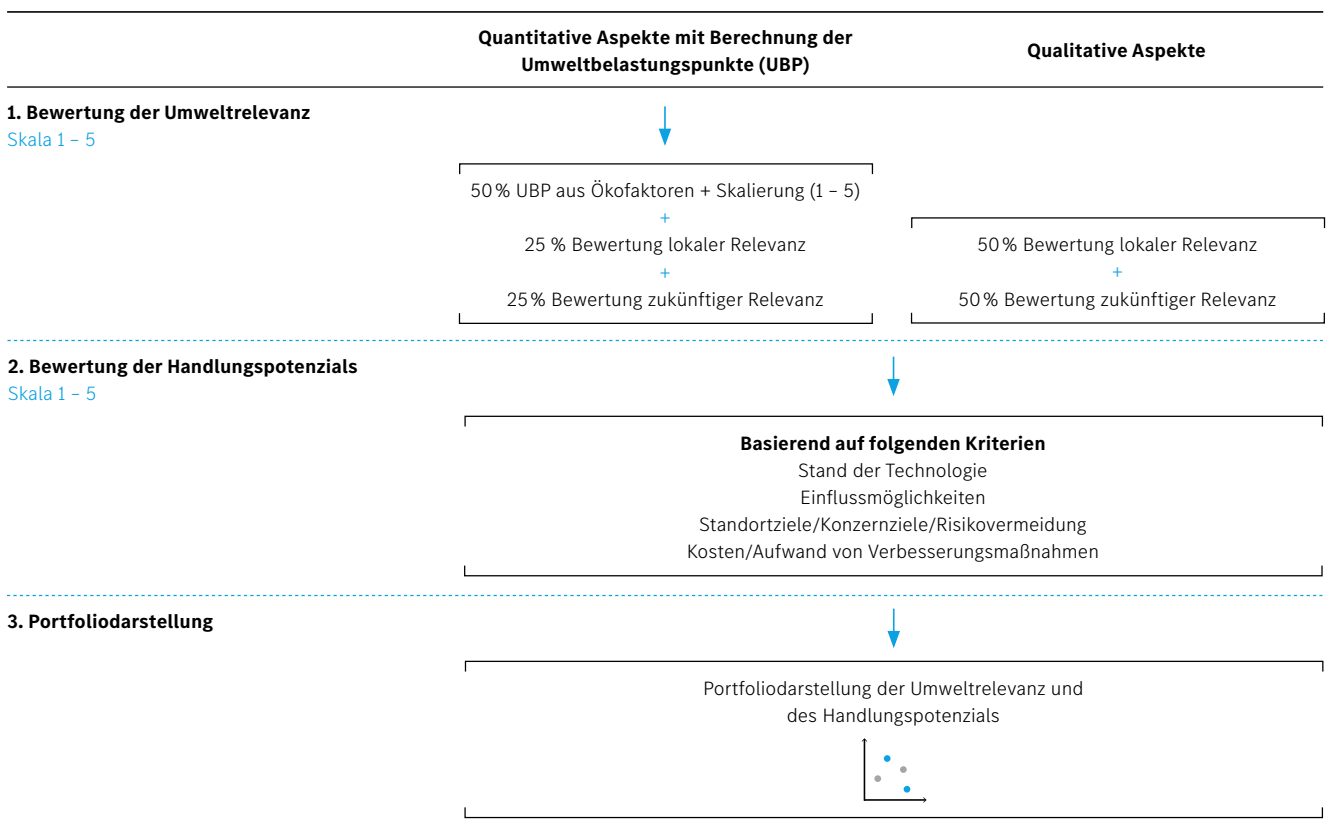 Quantitative Aspekte mit Berechnung der
Umweltbelastungspunkte (UBP)
Qualitative Aspekte
1. Bewertung der Umweltrelevanz
Skala 1 – 5
50 % UBP aus Ökofaktoren + Skalierung (1 – 5)
+
25 % Bewertung lokaler Relevanz
+
25 % Bewertung zukünftiger Relevanz
50 % Bewertung lokaler Relevanz
+
50 % Bewertung zukünftiger Relevanz
2. Bewertung der Handlungspotenzials
Skala 1 – 5
Basierend auf folgenden Kriterien
Stand der Technologie
Einflussmöglichkeiten
Standortziele/Konzernziele/Risikovermeidung
Kosten/Aufwand von Verbesserungsmaßnahmen
3. Portfoliodarstellung
Portfoliodarstellung der Umweltrelevanz und
des Handlungspotenzials